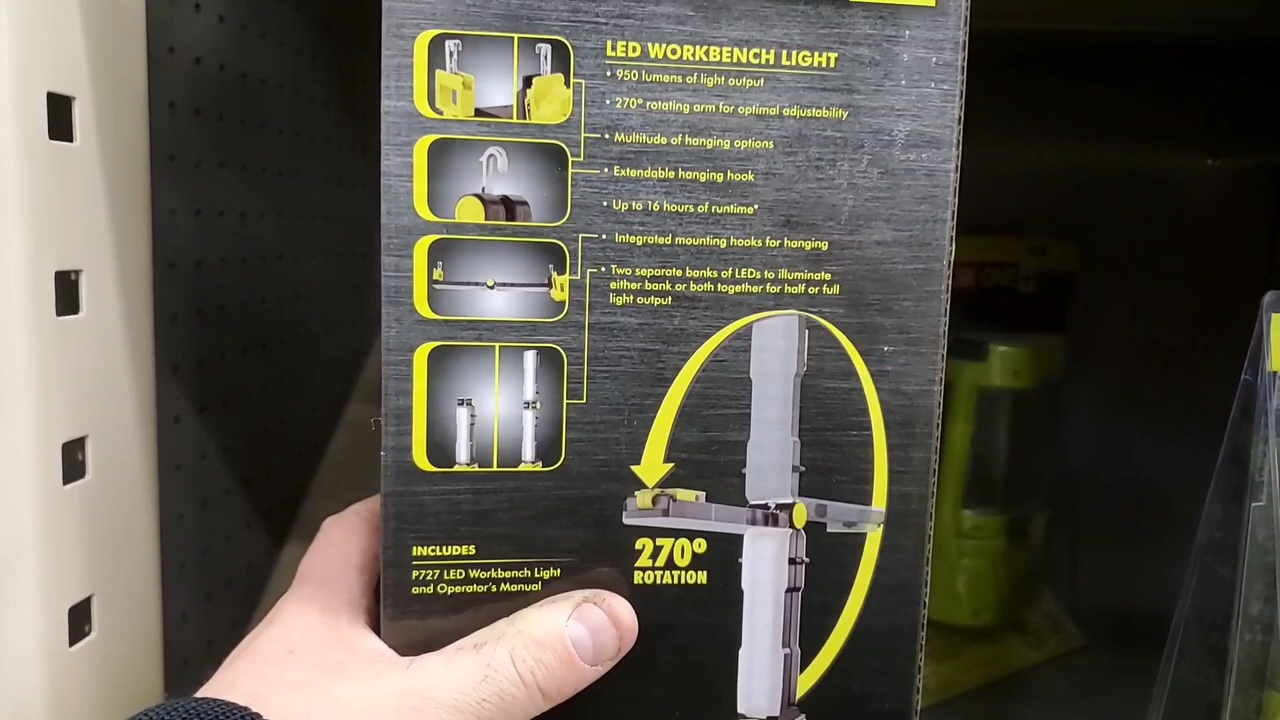 LED WORKBENCH LIGHT
• 950 lumens of light output
• 270° rotating arm for optimal adjustability
• Multitude of hanging options
• Extendable hanging hook
• Up to 16 hours of runtime*
• Integrated mounting hooks for hanging
• Two separate banks of LEDs to illuminate
either bank or both together for half or full
light output
270°
ROTATION
INCLUDES
P727 LED Workbench Light
and Operator's Manual